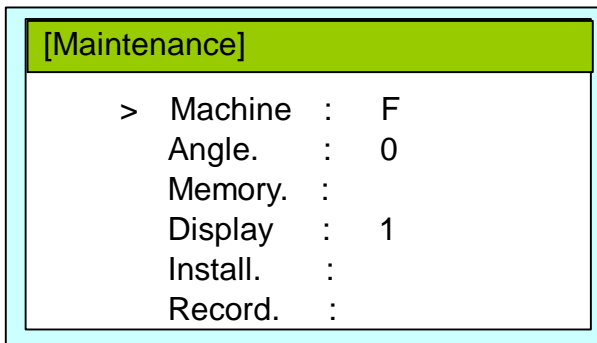 [Maintenance]
> Machine : F
Angle. : 0
Memory. :
Display : 1
Install. :
Record. :